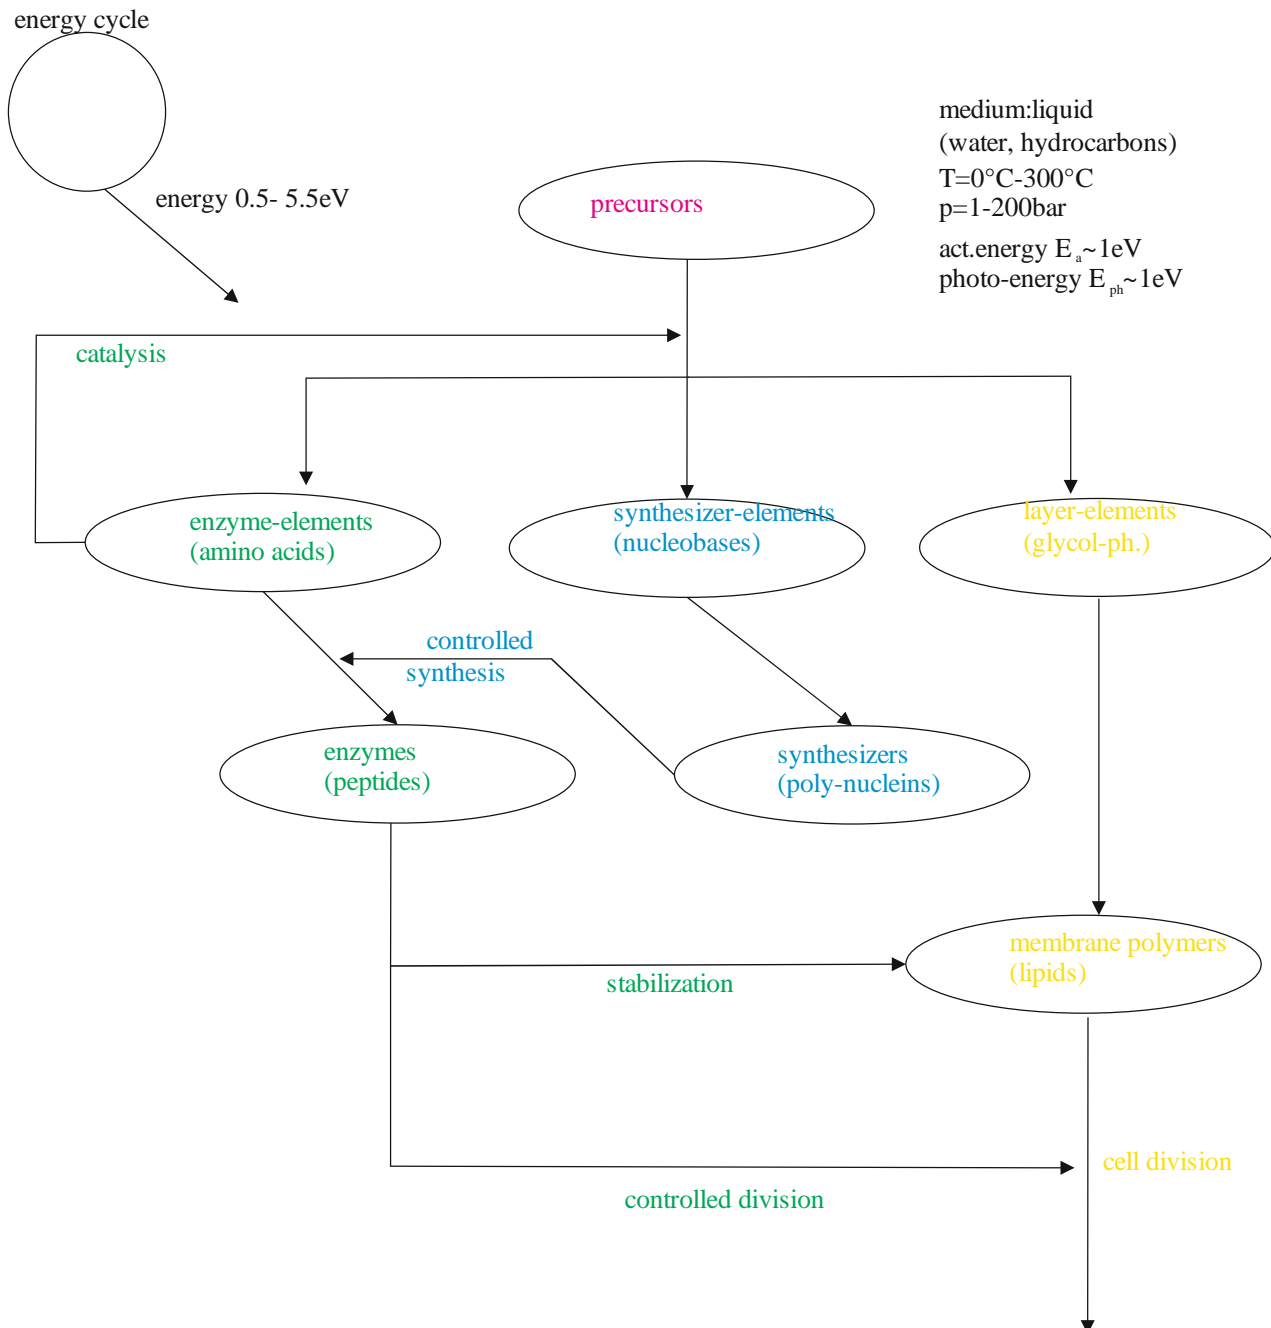 energy cycle
energy 0.5- 5.5eV
medium:liquid
(water, hydrocarbons)
T=0°C-300°C
p=1-200bar
act.energy E a~1eV
photo-energy E ph~1eV
precursors
catalysis
enzyme-elements
(amino acids)
synthesizer-elements
(nucleobases)
layer-elements
(glycol-ph.)
controlled
synthesis
enzymes
(peptides)
synthesizers
(poly-nucleins)
membrane polymers
(lipids)
stabilization
cell division
controlled division